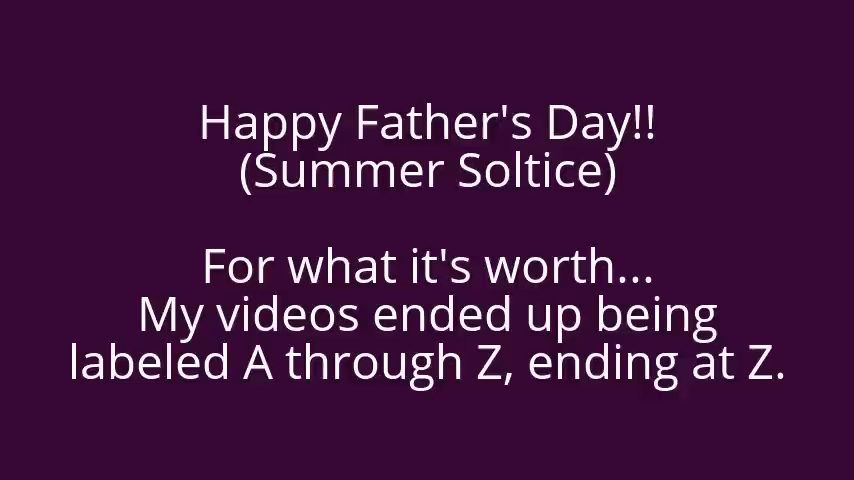 Happy Father's Day!!
(Summer Soltice)
For what it's worth...
My videos ended up being
labeled A through Z, ending at Z.